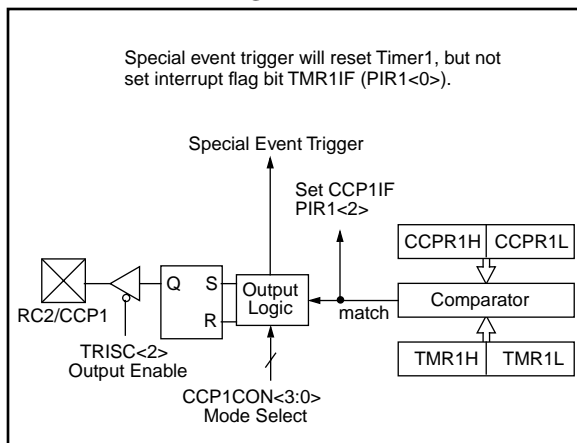 Special event trigger will reset Timer1, but not
set interrupt flag bit TMR1IF (PIR1<0>).
Special Event Trigger
Set CCP1IF
PIR1<2>
CCPR1H CCPR1L
Q S Output
Logic
R
RC2/CCP1
match
Comparator
TRISC<2>
Output Enable
TMR1H TMR1L
CCP1CON<3:0>
Mode Select